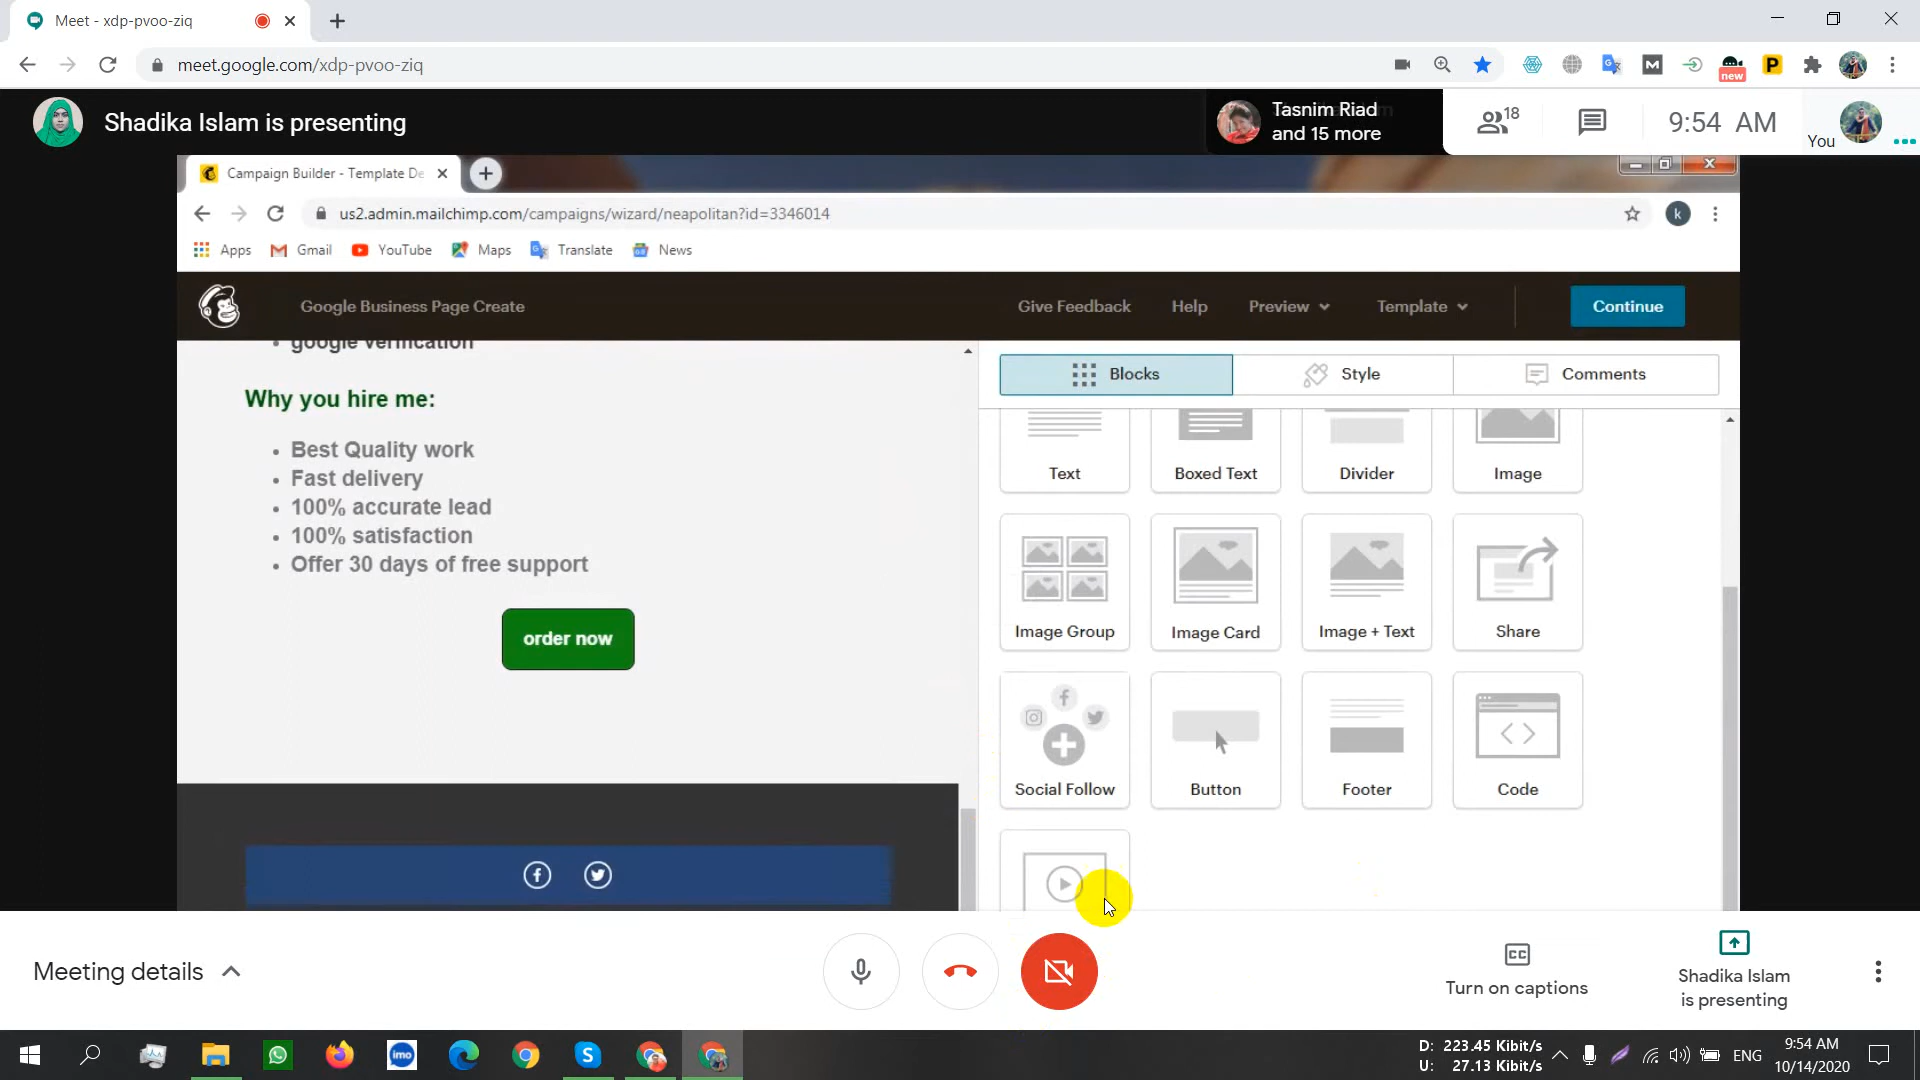 Meet - xdp-pvoo-ziq
meet.google.com/xdp-pvoo-ziq
M
P
new
Shadika Islam is presenting
Tasnim Riad
and 15 more
18
9:54 AM
You
Campaign Builder - Template De
us2.admin.mailchimp.com/campaigns/wizard/neapolitan?id=3346014
k
Apps
Gmail
YouTube
Maps
Translate
News
Google Business Page Create
Give Feedback
Help
Preview
Template
Continue
google verification
Why you hire me:
Best Quality work
Fast delivery
100% accurate lead
100% satisfaction
Offer 30 days of free support
order now
Blocks
Style
Comments
Text
Boxed Text
Divider
Image
Image Group
Image Card
Image + Text
Share
Social Follow
Button
Footer
Code
Meeting details
CC
Turn on captions
Shadika Islam
is presenting
imo
D: 223.45 Kibit/s
U: 27.13 Kibit/s
ENG
9:54 AM
10/14/2020